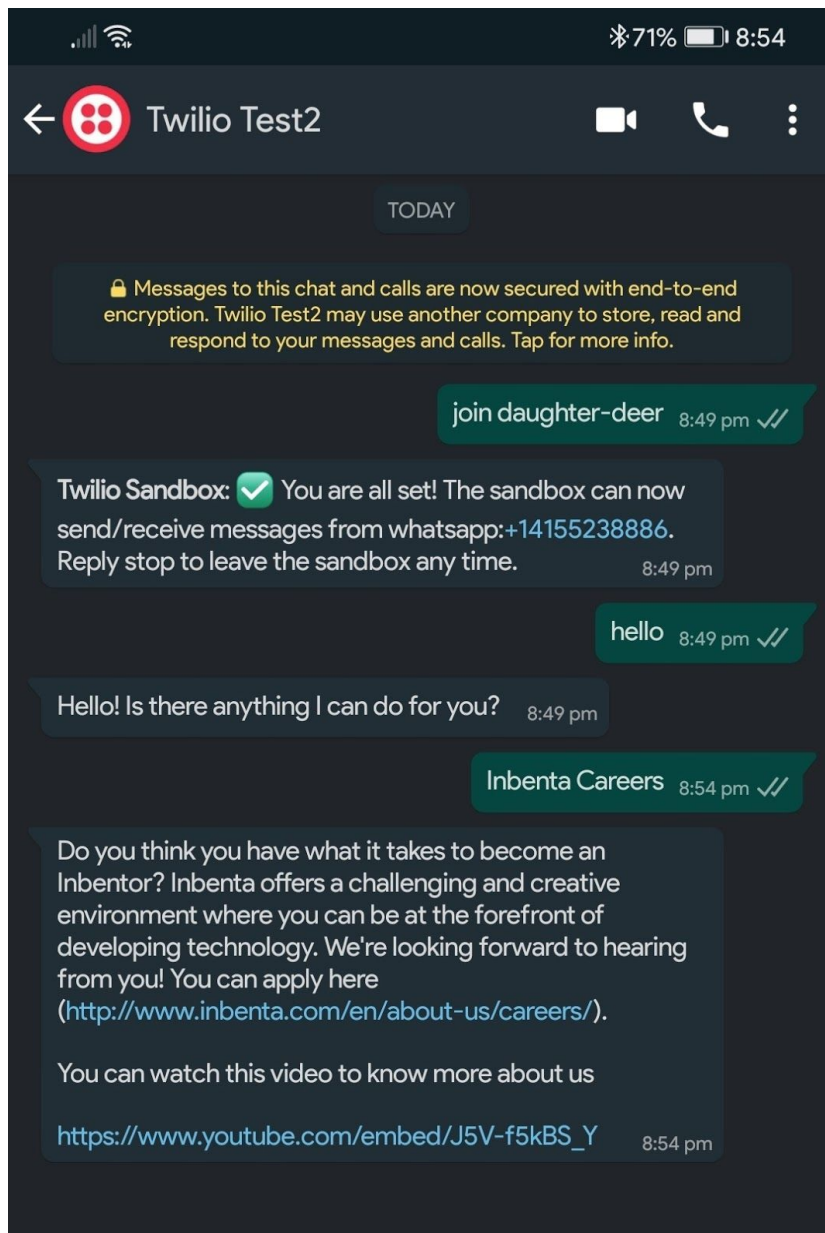 71% 8:54
Twilio Test2
TODAY
Messages to this chat and calls are now secured with end-to-end
encryption. Twilio Test2 may use another company to store, read and
respond to your messages and calls. Tap for more info.
join daughter-deer 8:49 pm
Twilio Sandbox: ✅ You are all set! The sandbox can now
send/receive messages from whatsapp:+14155238886.
Reply stop to leave the sandbox any time. 8:49 pm
hello 8:49 pm
Hello! Is there anything I can do for you? 8:49 pm
Inbenta Careers 8:54 pm
Do you think you have what it takes to become an
Inbentor? Inbenta offers a challenging and creative
environment where you can be at the forefront of
developing technology. We're looking forward to hearing
from you! You can apply here
(http://www.inbenta.com/en/about-us/careers/).
You can watch this video to know more about us
https://www.youtube.com/embed/J5V-f5kBS_Y 8:54 pm